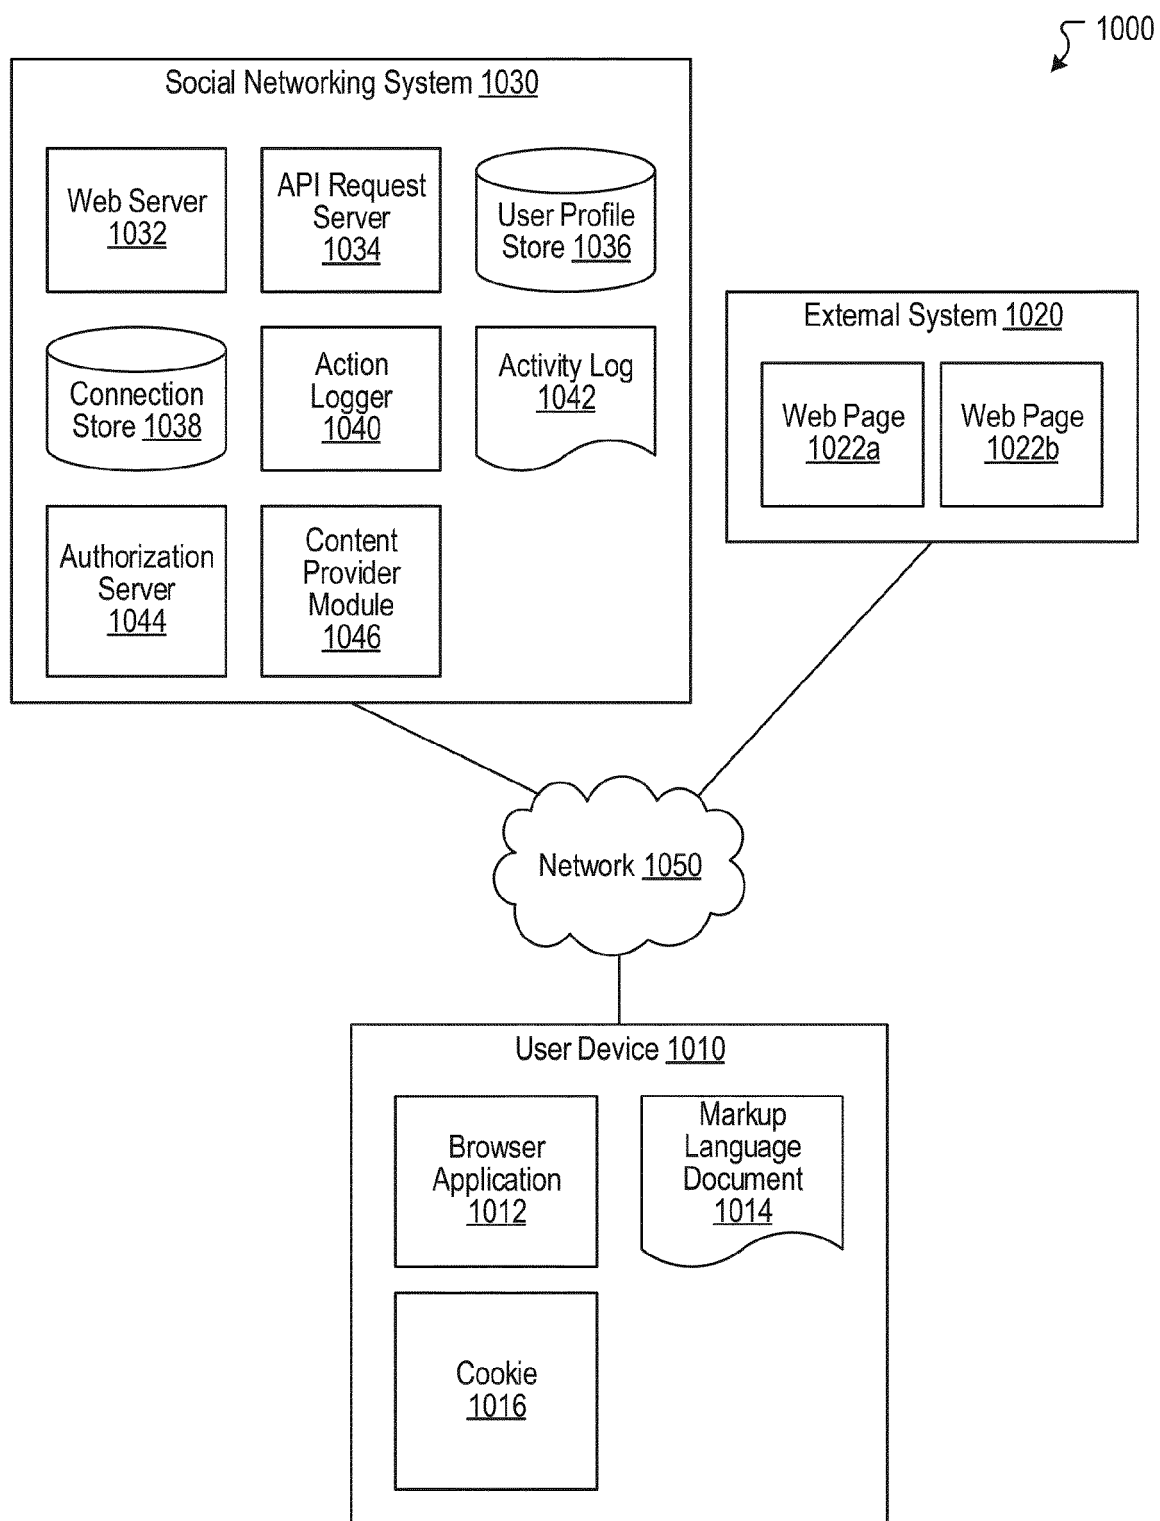 1000
Social Networking System 1030
Web Server
1032
API Request
Server
1034
User Profile
Store 1036
Connection
Store 1038
Action
Logger
1040
Activity Log
1042
Authorization
Server
1044
Content
Provider
Module
1046
External System 1020
Web Page
1022a
Web Page
1022b
Network 1050
User Device 1010
Browser
Application
1012
Markup
Language
Document
1014
Cookie
1016